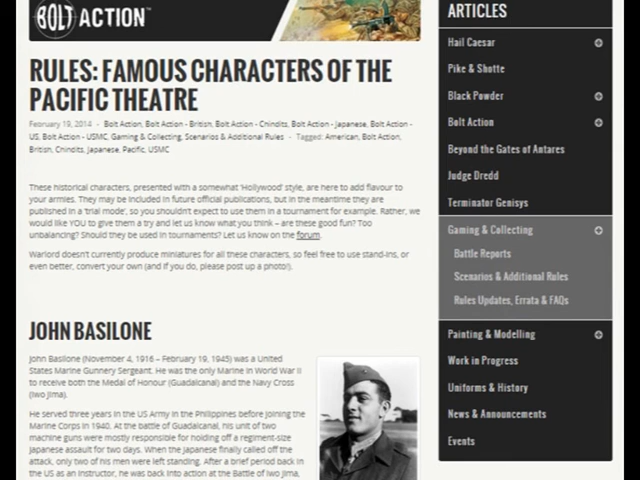 BOLT ACTION
RULES: FAMOUS CHARACTERS OF THE
PACIFIC THEATRE
February 19, 2014 - Bolt Action, Bolt Action - British, Bolt Action - Chindits, Bolt Action - Japanese, Bolt Action -
US, Bolt Action - USMC, Gaming & Collecting, Scenarios & Additional Rules - Tagged: American, Bolt Action,
British, Chindits, Japanese, Pacific, USMC
These historical characters, presented with a somewhat 'Hollywood' style, are here to add flavour to
your armies. They may be included in future official publications, but in the meantime they are
published in a 'trial mode', so you shouldn't expect to use them in a tournament for example. Rather, we
would like YOU to give them a try and let us know what you think – are these good fun? Too
unbalancing? Should they be used in tournaments? Let us know on the forum.
Warlord doesn't currently produce miniatures for all these characters, so feel free to use stand-ins, or
even better, convert your own (and if you do, please post up a photo!).
JOHN BASILONE
John Basilone (November 4, 1916 – February 19, 1945) was a United
States Marine Gunnery Sergeant. He was the only Marine in World War II
to receive both the Medal of Honour (Guadalcanal) and the Navy Cross
(Iwo Jima).
He served three years in the US Army in the Philippines before joining the
Marine Corps in 1940. At the battle of Guadalcanal, his unit of two
machine guns were mostly responsible for holding off a regiment-size
Japanese assault for two days. When the Japanese finally called off the
attack, only two of his men were left standing. After a brief period back in
the US as an instructor, he was back into action at the Battle of Iwo Jima,
ARTICLES
Hail Caesar
Pike & Shotte
Black Powder
Bolt Action
Beyond the Gates of Antares
Judge Dredd
Terminator Genisys
Gaming & Collecting
Battle Reports
Scenarios & Additional Rules
Rules Updates, Errata & FAQs
Painting & Modelling
Work in Progress
Uniforms & History
News & Announcements
Events